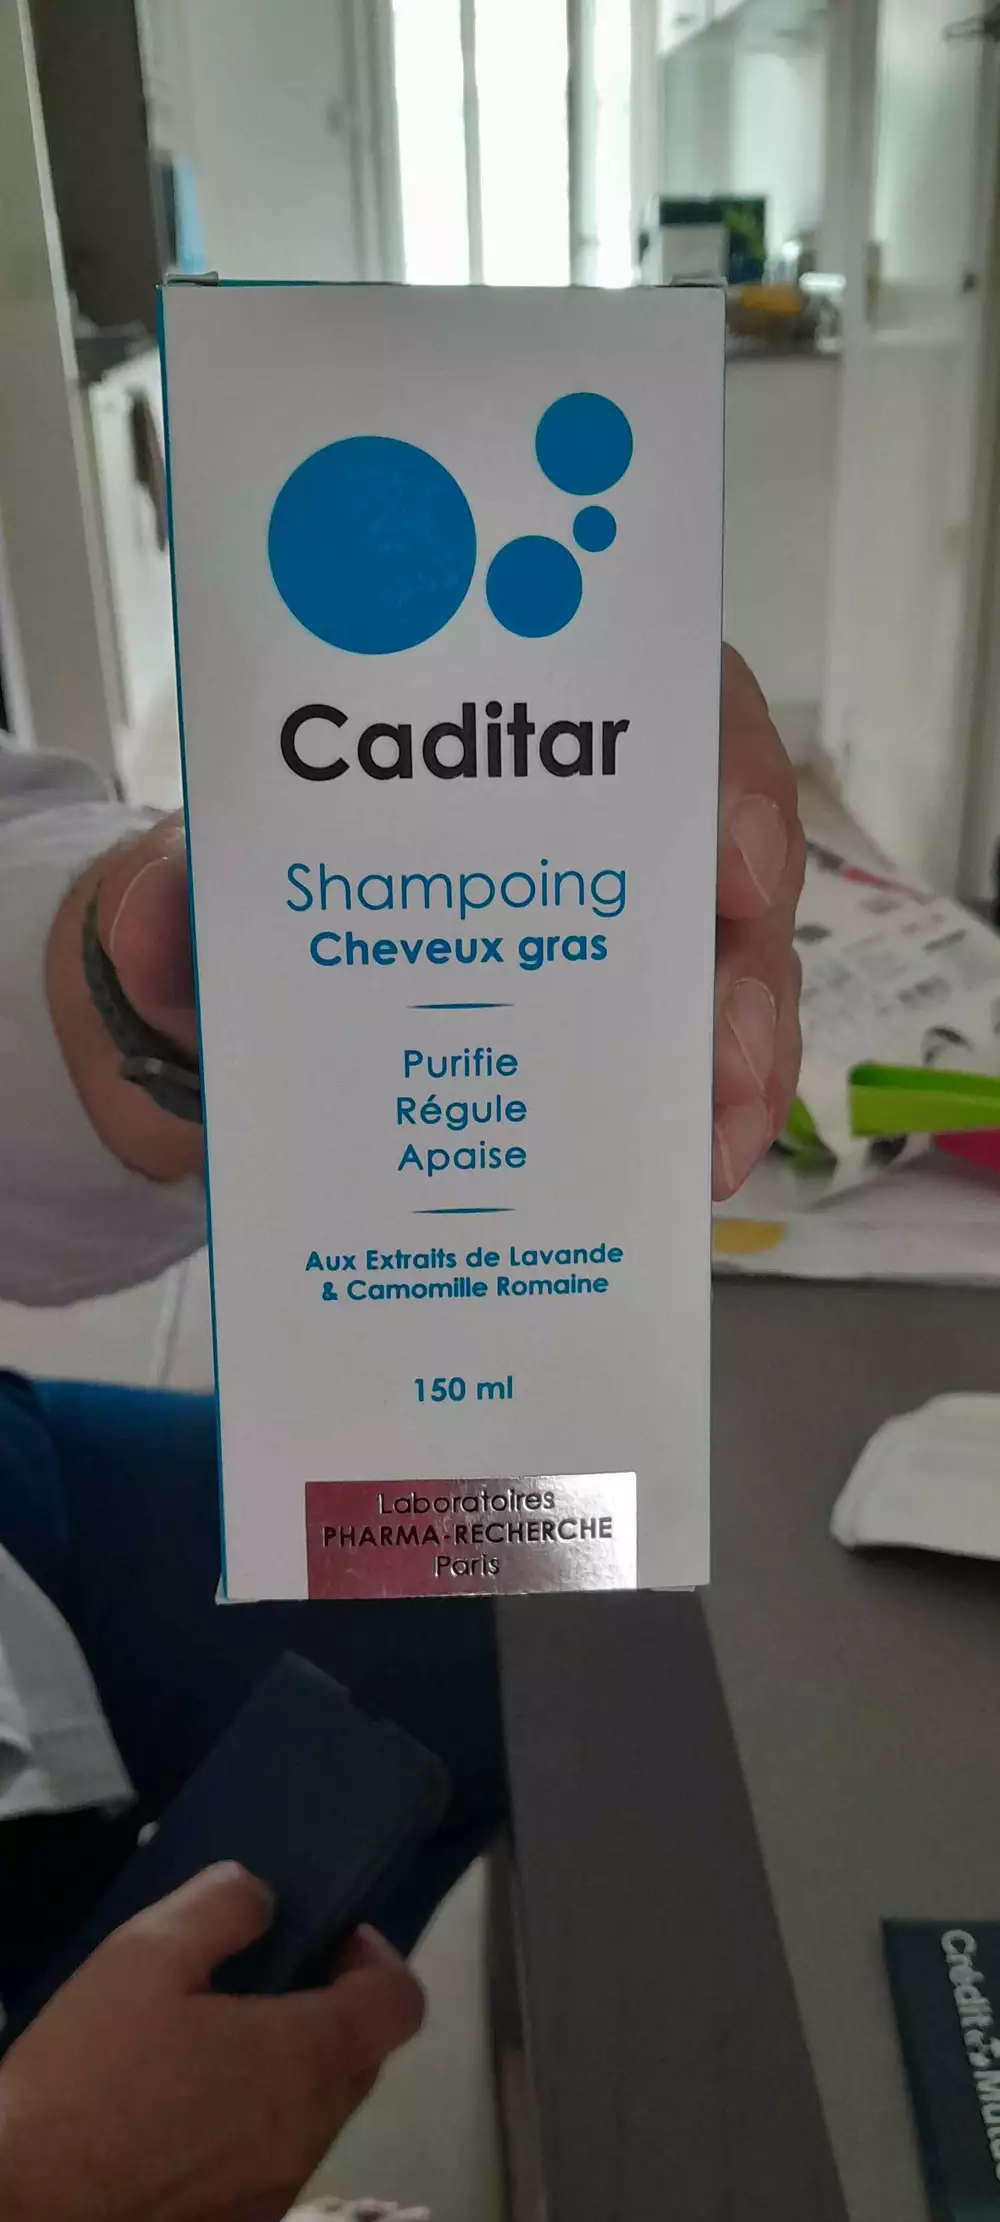 Caditar
Shampoing
Cheveux gras
Purifie
Régule
Apaise
Aux Extraits de Lavande
& Camomille Romaine
150 ml
Laboratoires
PHARMA-RECHERCHE
Paris
Crédit